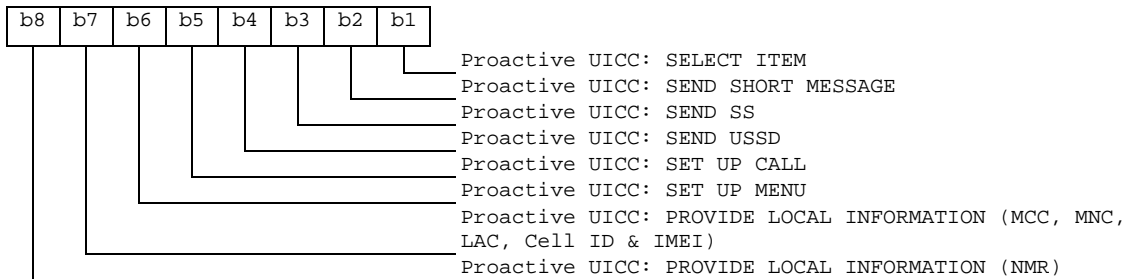 b8 b7 b6 b5 b4 b3 b2 b1
Proactive UICC: SELECT ITEM
Proactive UICC: SEND SHORT MESSAGE
Proactive UICC: SEND SS
Proactive UICC: SEND USSD
Proactive UICC: SET UP CALL
Proactive UICC: SET UP MENU
Proactive UICC: PROVIDE LOCAL INFORMATION (MCC, MNC,
LAC, Cell ID & IMEI)
Proactive UICC: PROVIDE LOCAL INFORMATION (NMR)